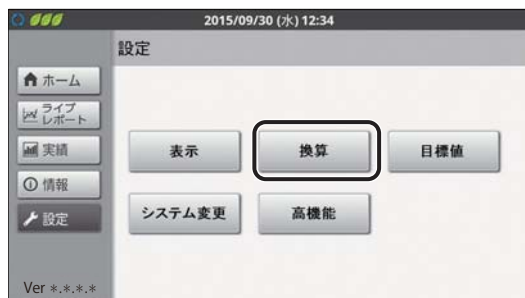 2015/09/30 (水) 12:34
設定
ホーム
ライブ
レポート
実績
情報
設定
表示
換算
目標値
システム変更
高機能
Ver *.*.*.*